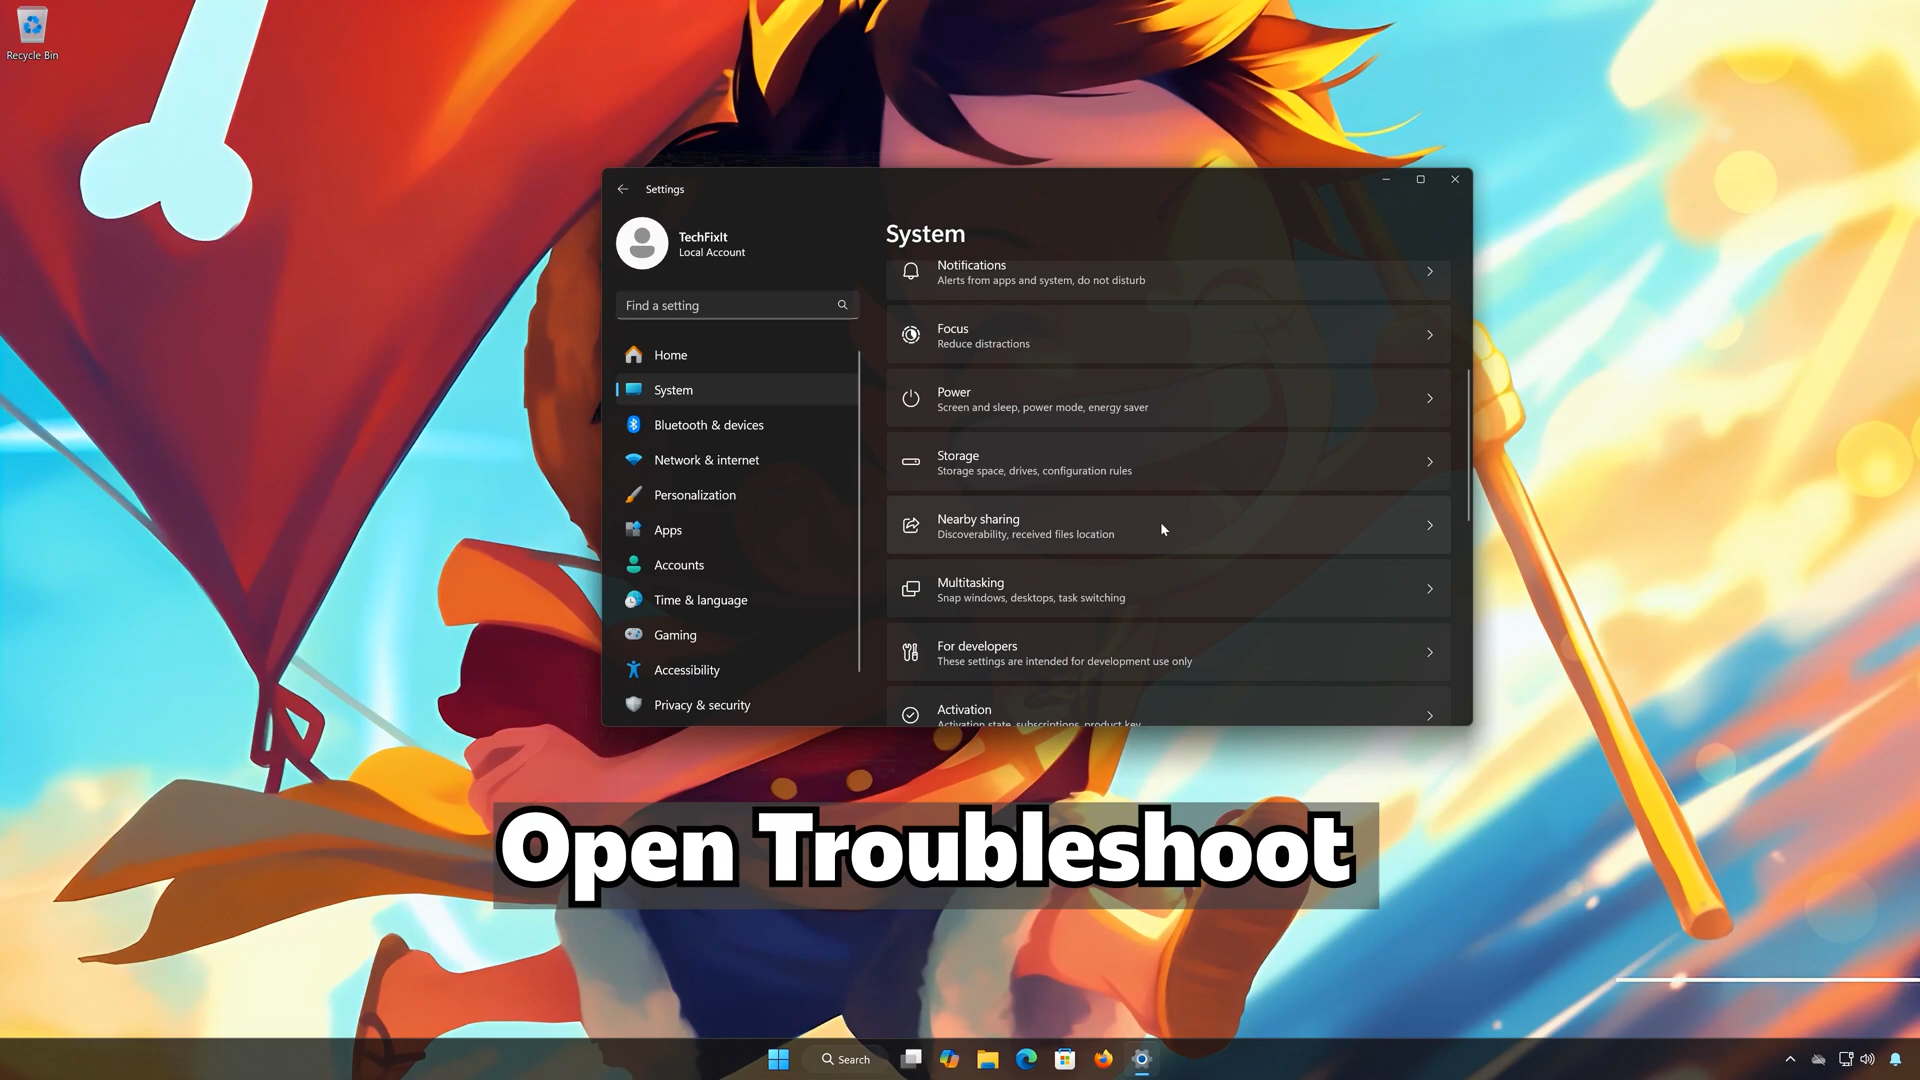 Recycle Bin
Settings
TechFixIt
Local Account
Find a setting
Home
System
Bluetooth & devices
Network & internet
Personalization
Apps
Accounts
Time & language
Gaming
Accessibility
Privacy & security
System
Notifications
Alerts from apps and system, do not disturb
Focus
Reduce distractions
Power
Screen and sleep, power mode, energy saver
Storage
Storage space, drives, configuration rules
Nearby sharing
Discoverability, received files location
Multitasking
Snap windows, desktops, task switching
For developers
These settings are intended for development use only
Activation
Activation state, subscriptions, product key
Open Troubleshoot
Search